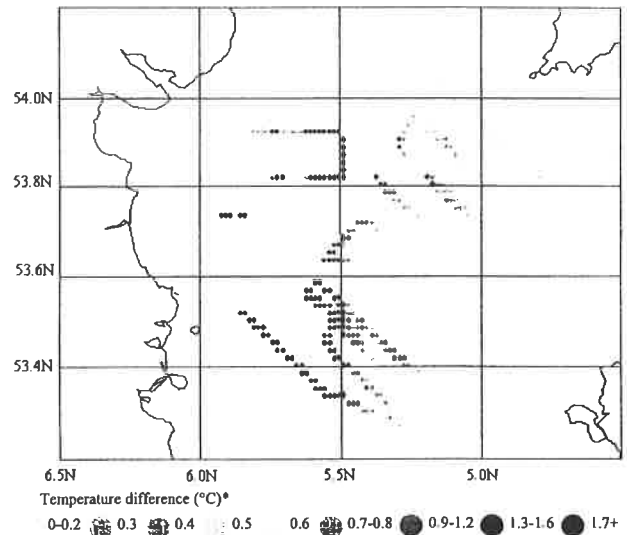 54.0N
53.8N
53.6N
53.4N
6.5N 6.0N 5.5N 5.0N
Temperature difference (°C)*
0–0.2 0.3 0.4 0.5 0.6 0.7-0.8 0.9-1.2 1.3-1.6 1.7+